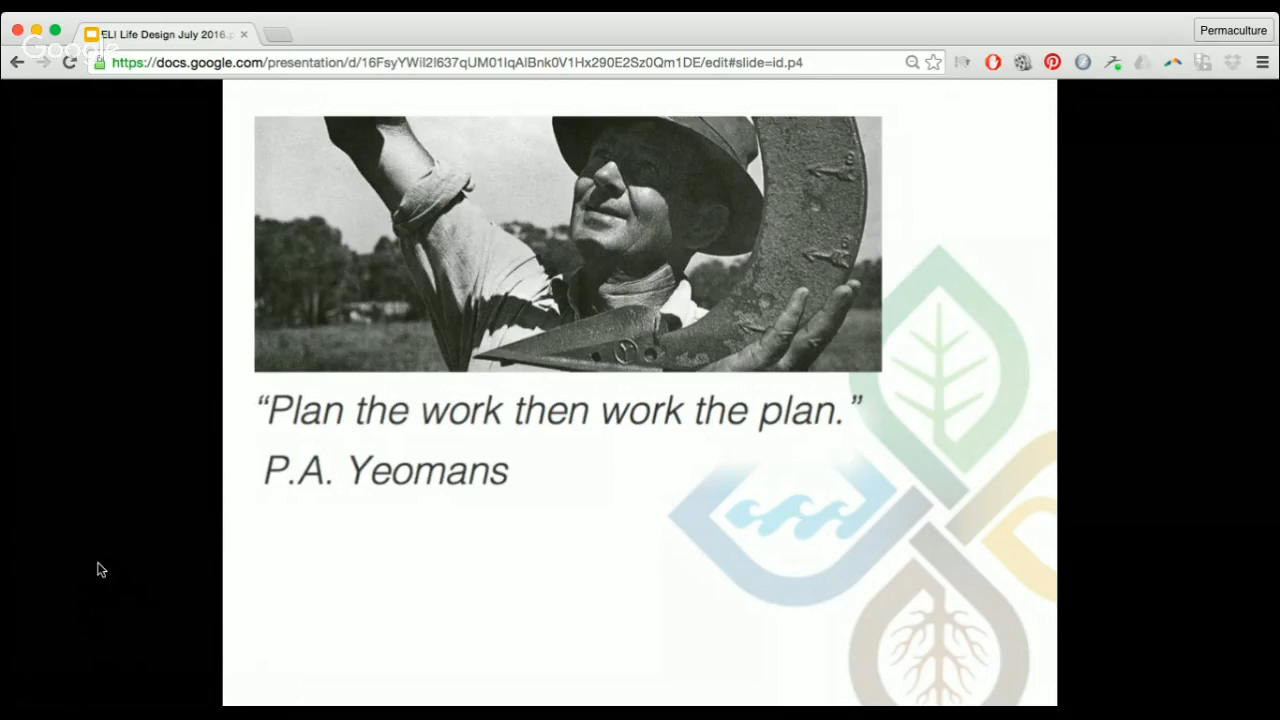 ELI Life Design July 2016.p
Permaculture
Google
https://docs.google.com/presentation/d/16FsyYWil2l637qUM01IqAlBnk0V1Hx290E2Sz0Qm1DE/edit#slide=id.p4
“Plan the work then work the plan.”
P.A. Yeomans